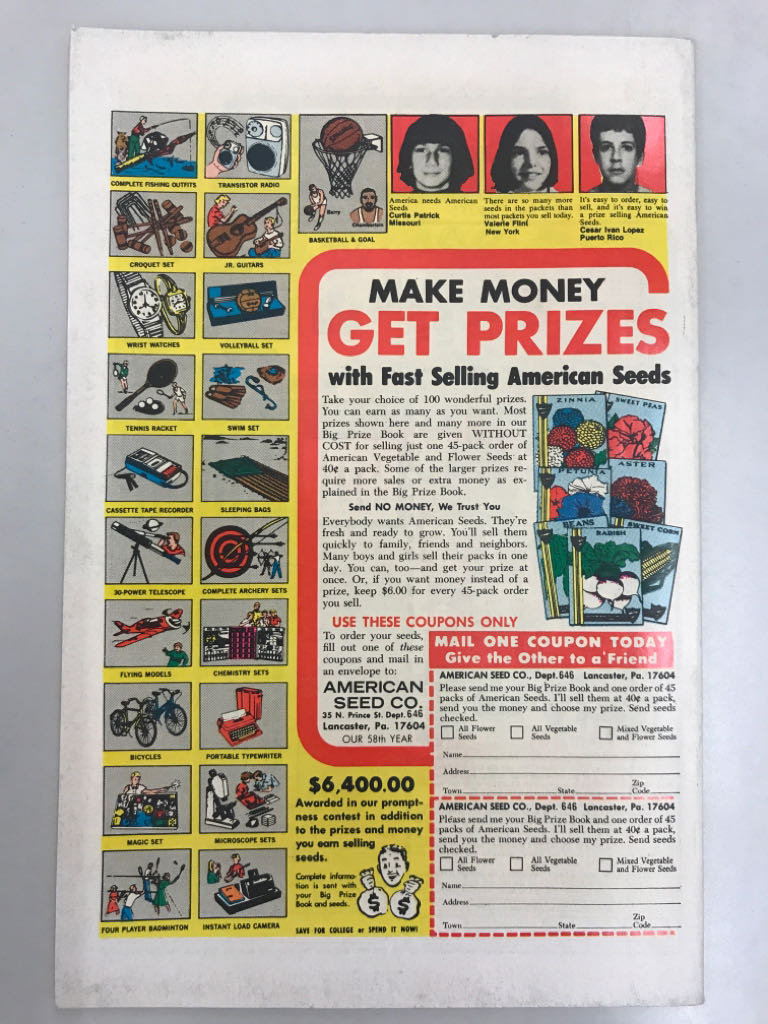 COMPLETE FISHING OUTFITS
TRANSISTOR RADIO
CROQUET SET
JR. GUITARS
WRIST WATCHES
VOLLEYBALL SET
TENNIS RACKET
SWIM SET
CASSETTE TAPE RECORDER
SLEEPING BAGS
30-POWER TELESCOPE
COMPLETE ARCHERY SETS
FLYING MODELS
CHEMISTRY SETS
BICYCLES
PORTABLE TYPEWRITER
MAGIC SET
MICROSCOPE SETS
FOUR PLAYER BADMINTON
INSTANT LOAD CAMERA
Barry
Chamberlain
BASKETBALL & GOAL
America needs American
Seeds
Curtis Patrick
Missouri
There are so many more
seeds in the packets than
most packets you sell today.
Valerie Flint
New York
It's easy to order, easy to
sell, and it's easy to win
a prize selling American
Seeds.
Cesar Ivan Lopez
Puerto Rico
MAKE MONEY
GET PRIZES
with Fast Selling American Seeds
Take your choice of 100 wonderful prizes.
You can earn as many as you want. Most
prizes shown here and many more in our
Big Prize Book are given WITHOUT
COST for selling just one 45-pack order of
American Vegetable and Flower Seeds at
40¢ a pack. Some of the larger prizes re-
quire more sales or extra money as ex-
plained in the Big Prize Book.
Send NO MONEY, We Trust You
Everybody wants American Seeds. They're
fresh and ready to grow. You'll sell them
quickly to family, friends and neighbors.
Many boys and girls sell their packs in one
day. You can, too—and get your prize at
once. Or, if you want money instead of a
prize, keep $6.00 for every 45-pack order
you sell.
ZINNIA
SWEET PEAS
PETUNIA
ASTER
BEANS
RADISH
SWEET CORN
USE THESE COUPONS ONLY
To order your seeds,
fill out one of these
coupons and mail in
an envelope to:
AMERICAN
SEED CO.
35 N. Prince St. Dept. 646
Lancaster, Pa. 17604
OUR 58th YEAR
$6,400.00
Awarded in our prompt-
ness contest in addition
to the prizes and money
you earn selling
seeds.
Complete informa-
tion is sent with
your Big Prize
Book and seeds.
$ $
SAVE FOR COLLEGE or SPEND IT NOW!
MAIL ONE COUPON TODAY
Give the Other to a Friend
AMERICAN SEED CO., Dept. 646 Lancaster, Pa. 17604
Please send me your Big Prize Book and one order of 45
packs of American Seeds. I'll sell them at 40¢ a pack,
send you the money and choose my prize. Send seeds
checked.
All Flower Seeds
All Vegetable Seeds
Mixed Vegetable and Flower Seeds
Name
Address
Town State Zip Code
AMERICAN SEED CO., Dept. 646 Lancaster, Pa. 17604
Please send me your Big Prize Book and one order of 45
packs of American Seeds. I'll sell them at 40¢ a pack,
send you the money and choose my prize. Send seeds
checked.
All Flower Seeds
All Vegetable Seeds
Mixed Vegetable and Flower Seeds
Name
Address
Town State Zip Code